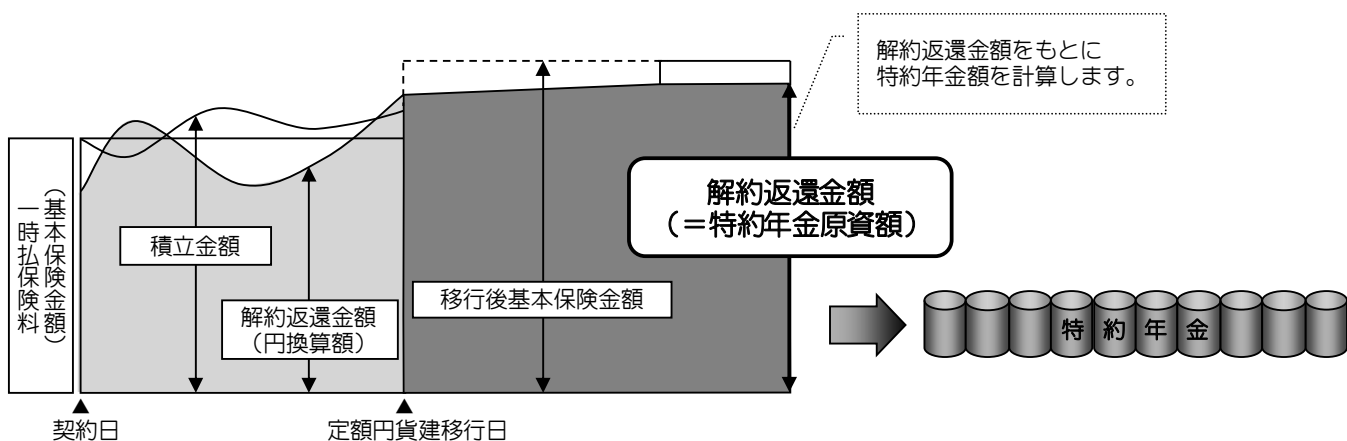 解約返還金額をもとに
特約年金額を計算します。
一時払保険料
（基本保険金額）
積立金額
解約返還金額
（円換算額）
移行後基本保険金額
解約返還金額
（＝特約年金原資額）
特約年金
契約日
定額円貨建移行日